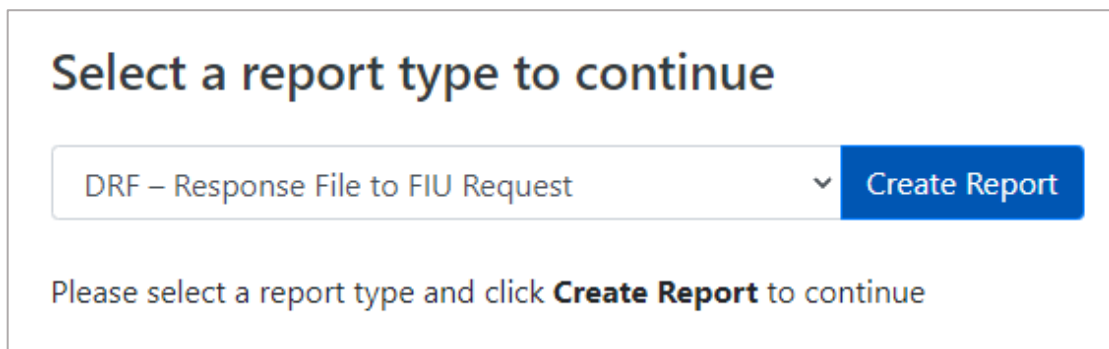 Select a report type to continue
DRF – Response File to FIU Request
Create Report
Please select a report type and click Create Report to continue